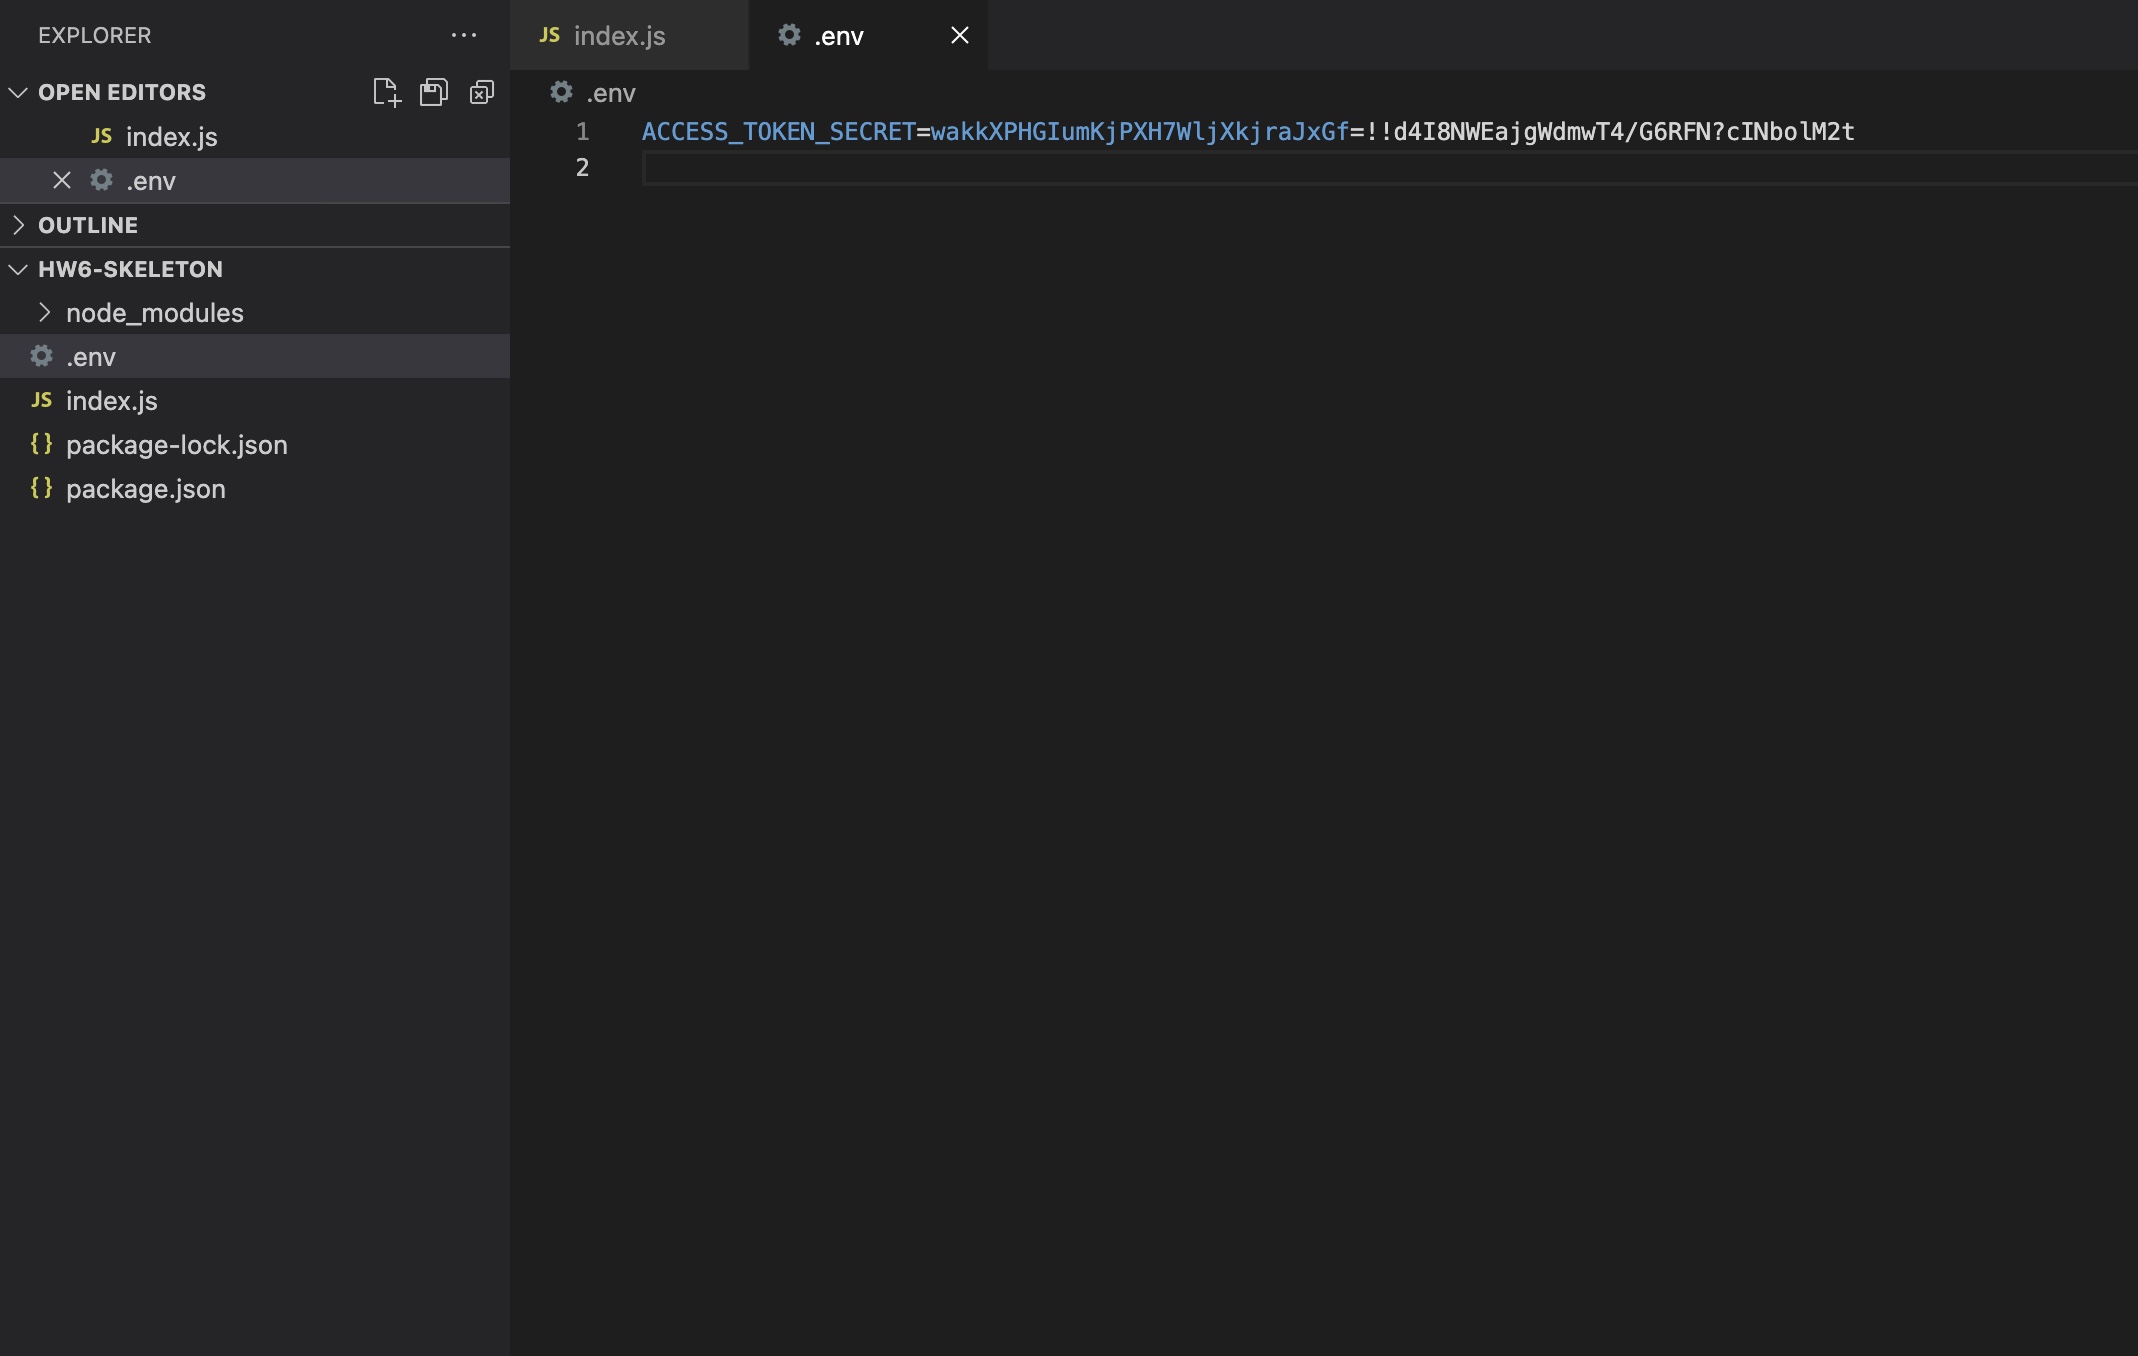 EXPLORER
OPEN EDITORS
JS index.js
.env
OUTLINE
HW6-SKELETON
node_modules
.env
JS index.js
{} package-lock.json
{} package.json
JS index.js
.env
.env
1 ACCESS_TOKEN_SECRET=wakkXPHGIumKjPXH7WljXkjraJxGf=!!d4I8NWEajgWdmwT4/G6RFN?cINbolM2t
2